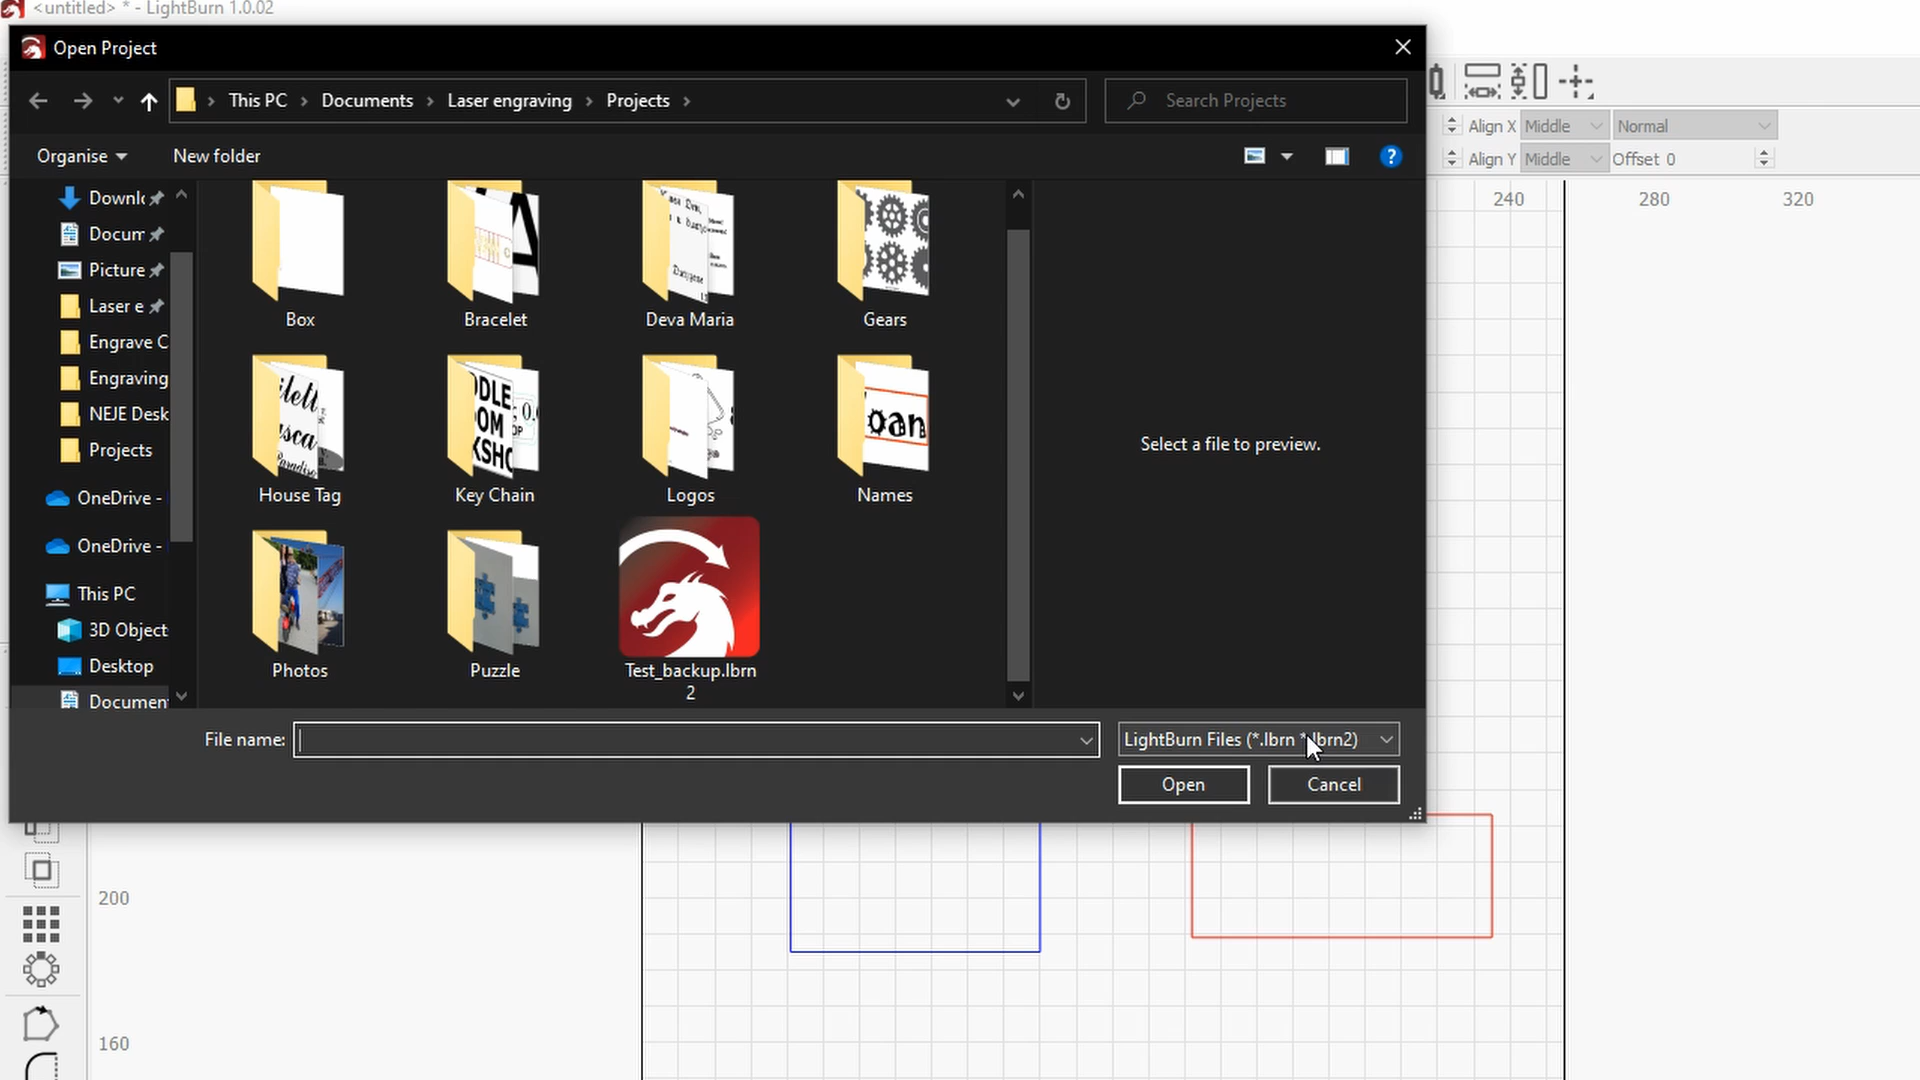 <untitled> * - LightBurn 1.0.02
Open Project
This PC Documents Laser engraving Projects
Search Projects
Organise New folder
Align X Middle Normal
Align Y Middle Offset 0
240 280 320
Downl
Docum
Picture
Laser e
Engrave C
Engraving
NEJE Desk
Projects
OneDrive -
OneDrive -
This PC
3D Object
Desktop
Documen
Box Bracelet Deva Maria Gears
House Tag Key Chain Logos Names
Photos Puzzle Test_backup.lbrn
2
Select a file to preview.
File name: LightBurn Files (*.lbrn *.lbrn2)
Open Cancel
200
160